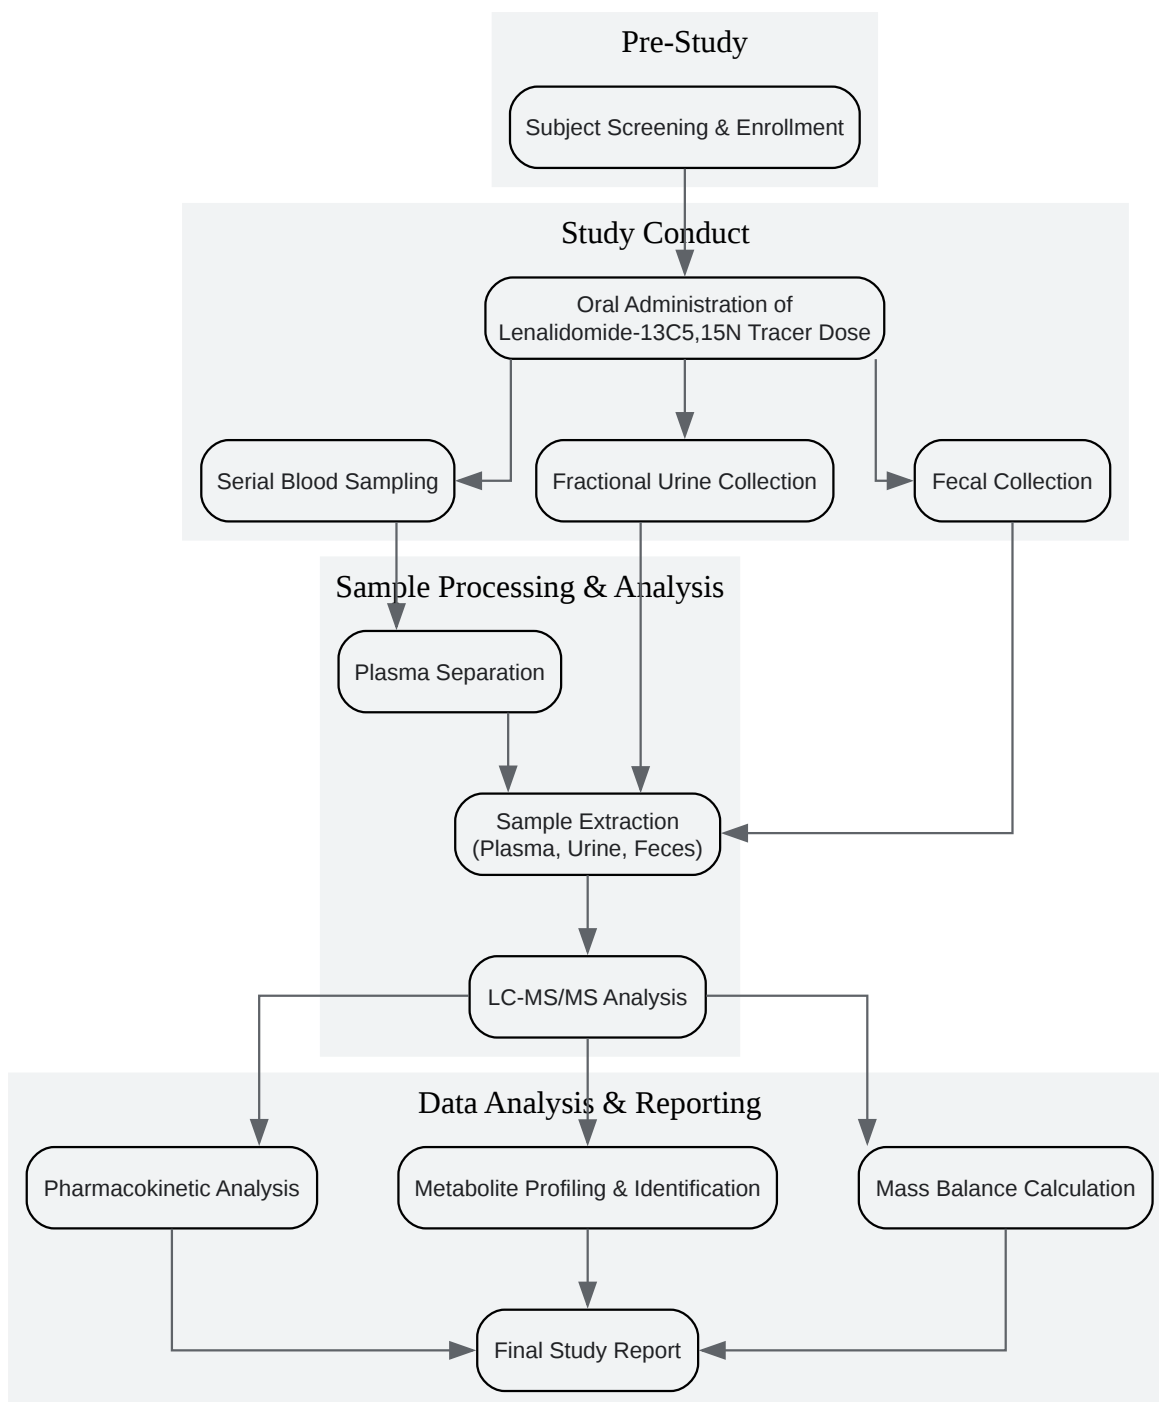 Pre-Study
Subject Screening & Enrollment
Study Conduct
Oral Administration of
Lenalidomide-13C5,15N Tracer Dose
Serial Blood Sampling
Fractional Urine Collection
Fecal Collection
Sample Processing & Analysis
Plasma Separation
Sample Extraction
(Plasma, Urine, Feces)
LC-MS/MS Analysis
Data Analysis & Reporting
Pharmacokinetic Analysis
Metabolite Profiling & Identification
Mass Balance Calculation
Final Study Report